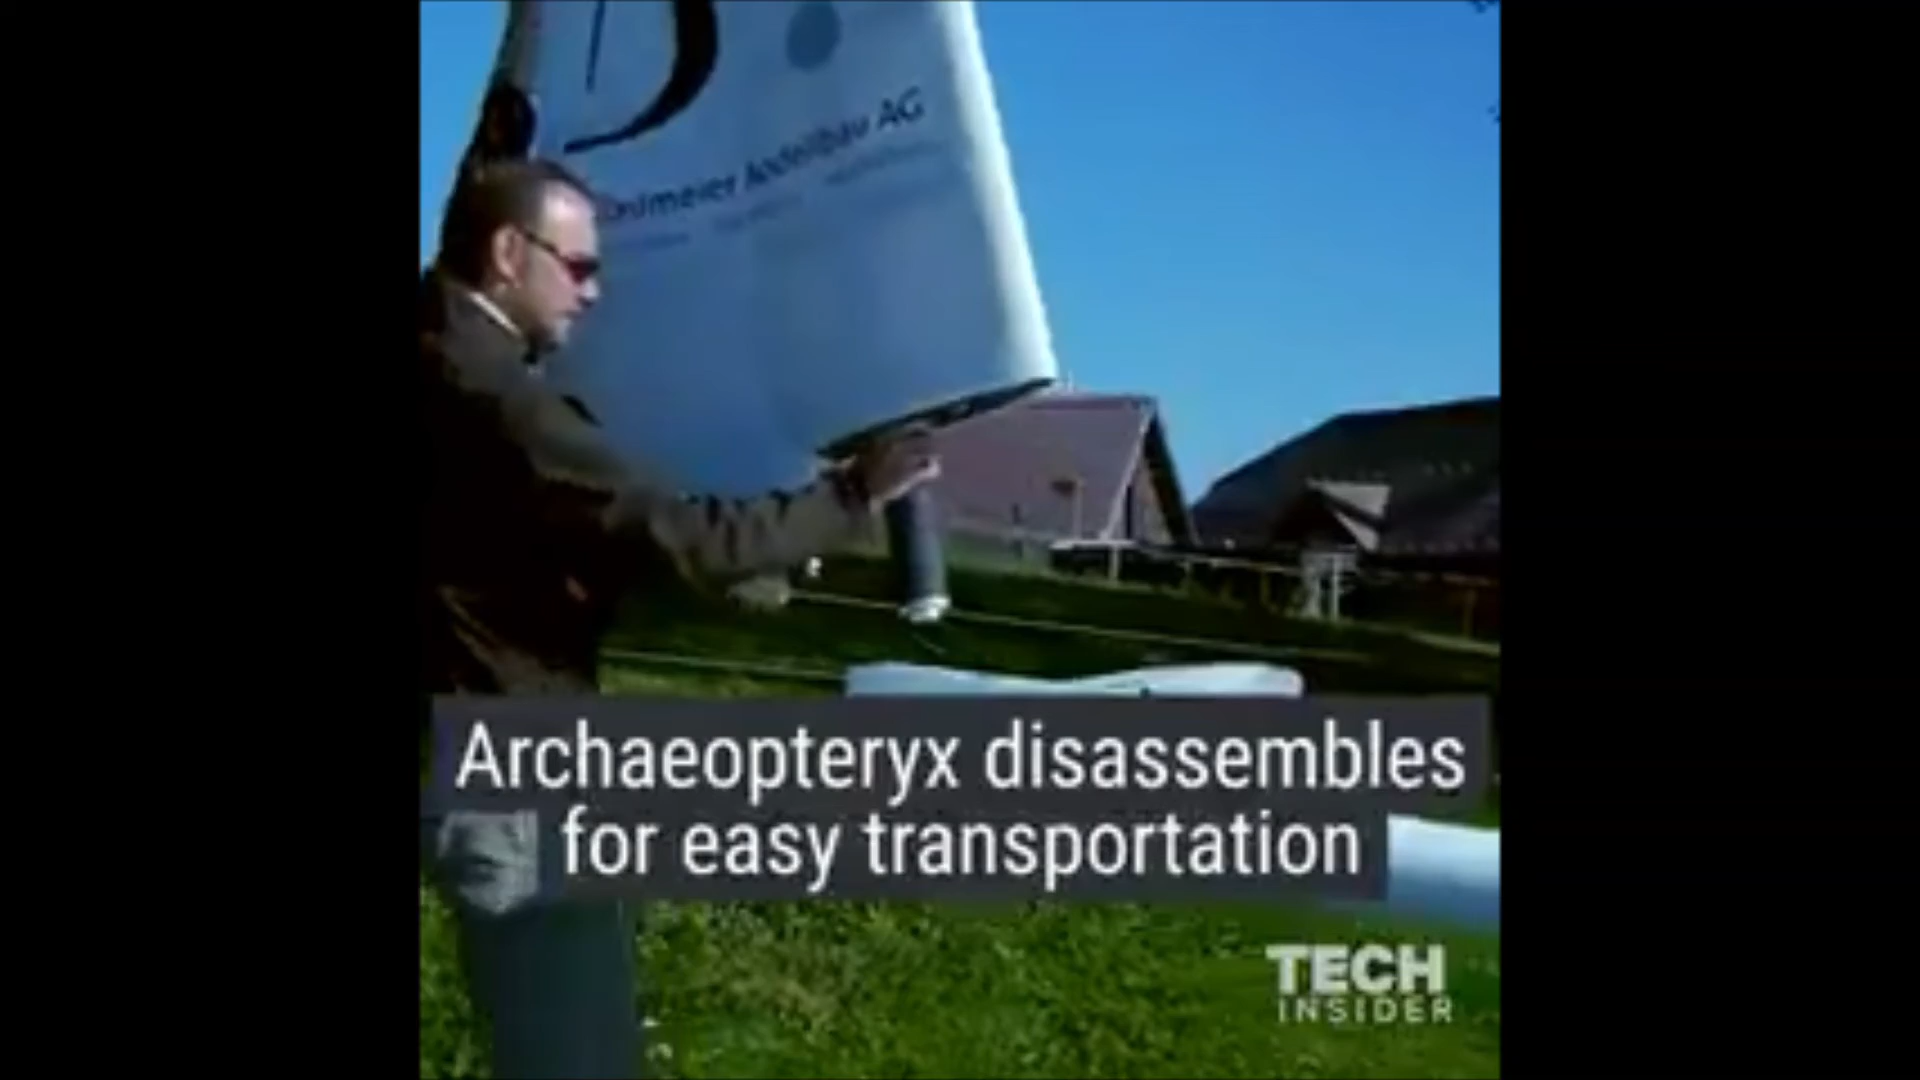 AG
Archaeopteryx disassembles
for easy transportation
TECH
INSIDER